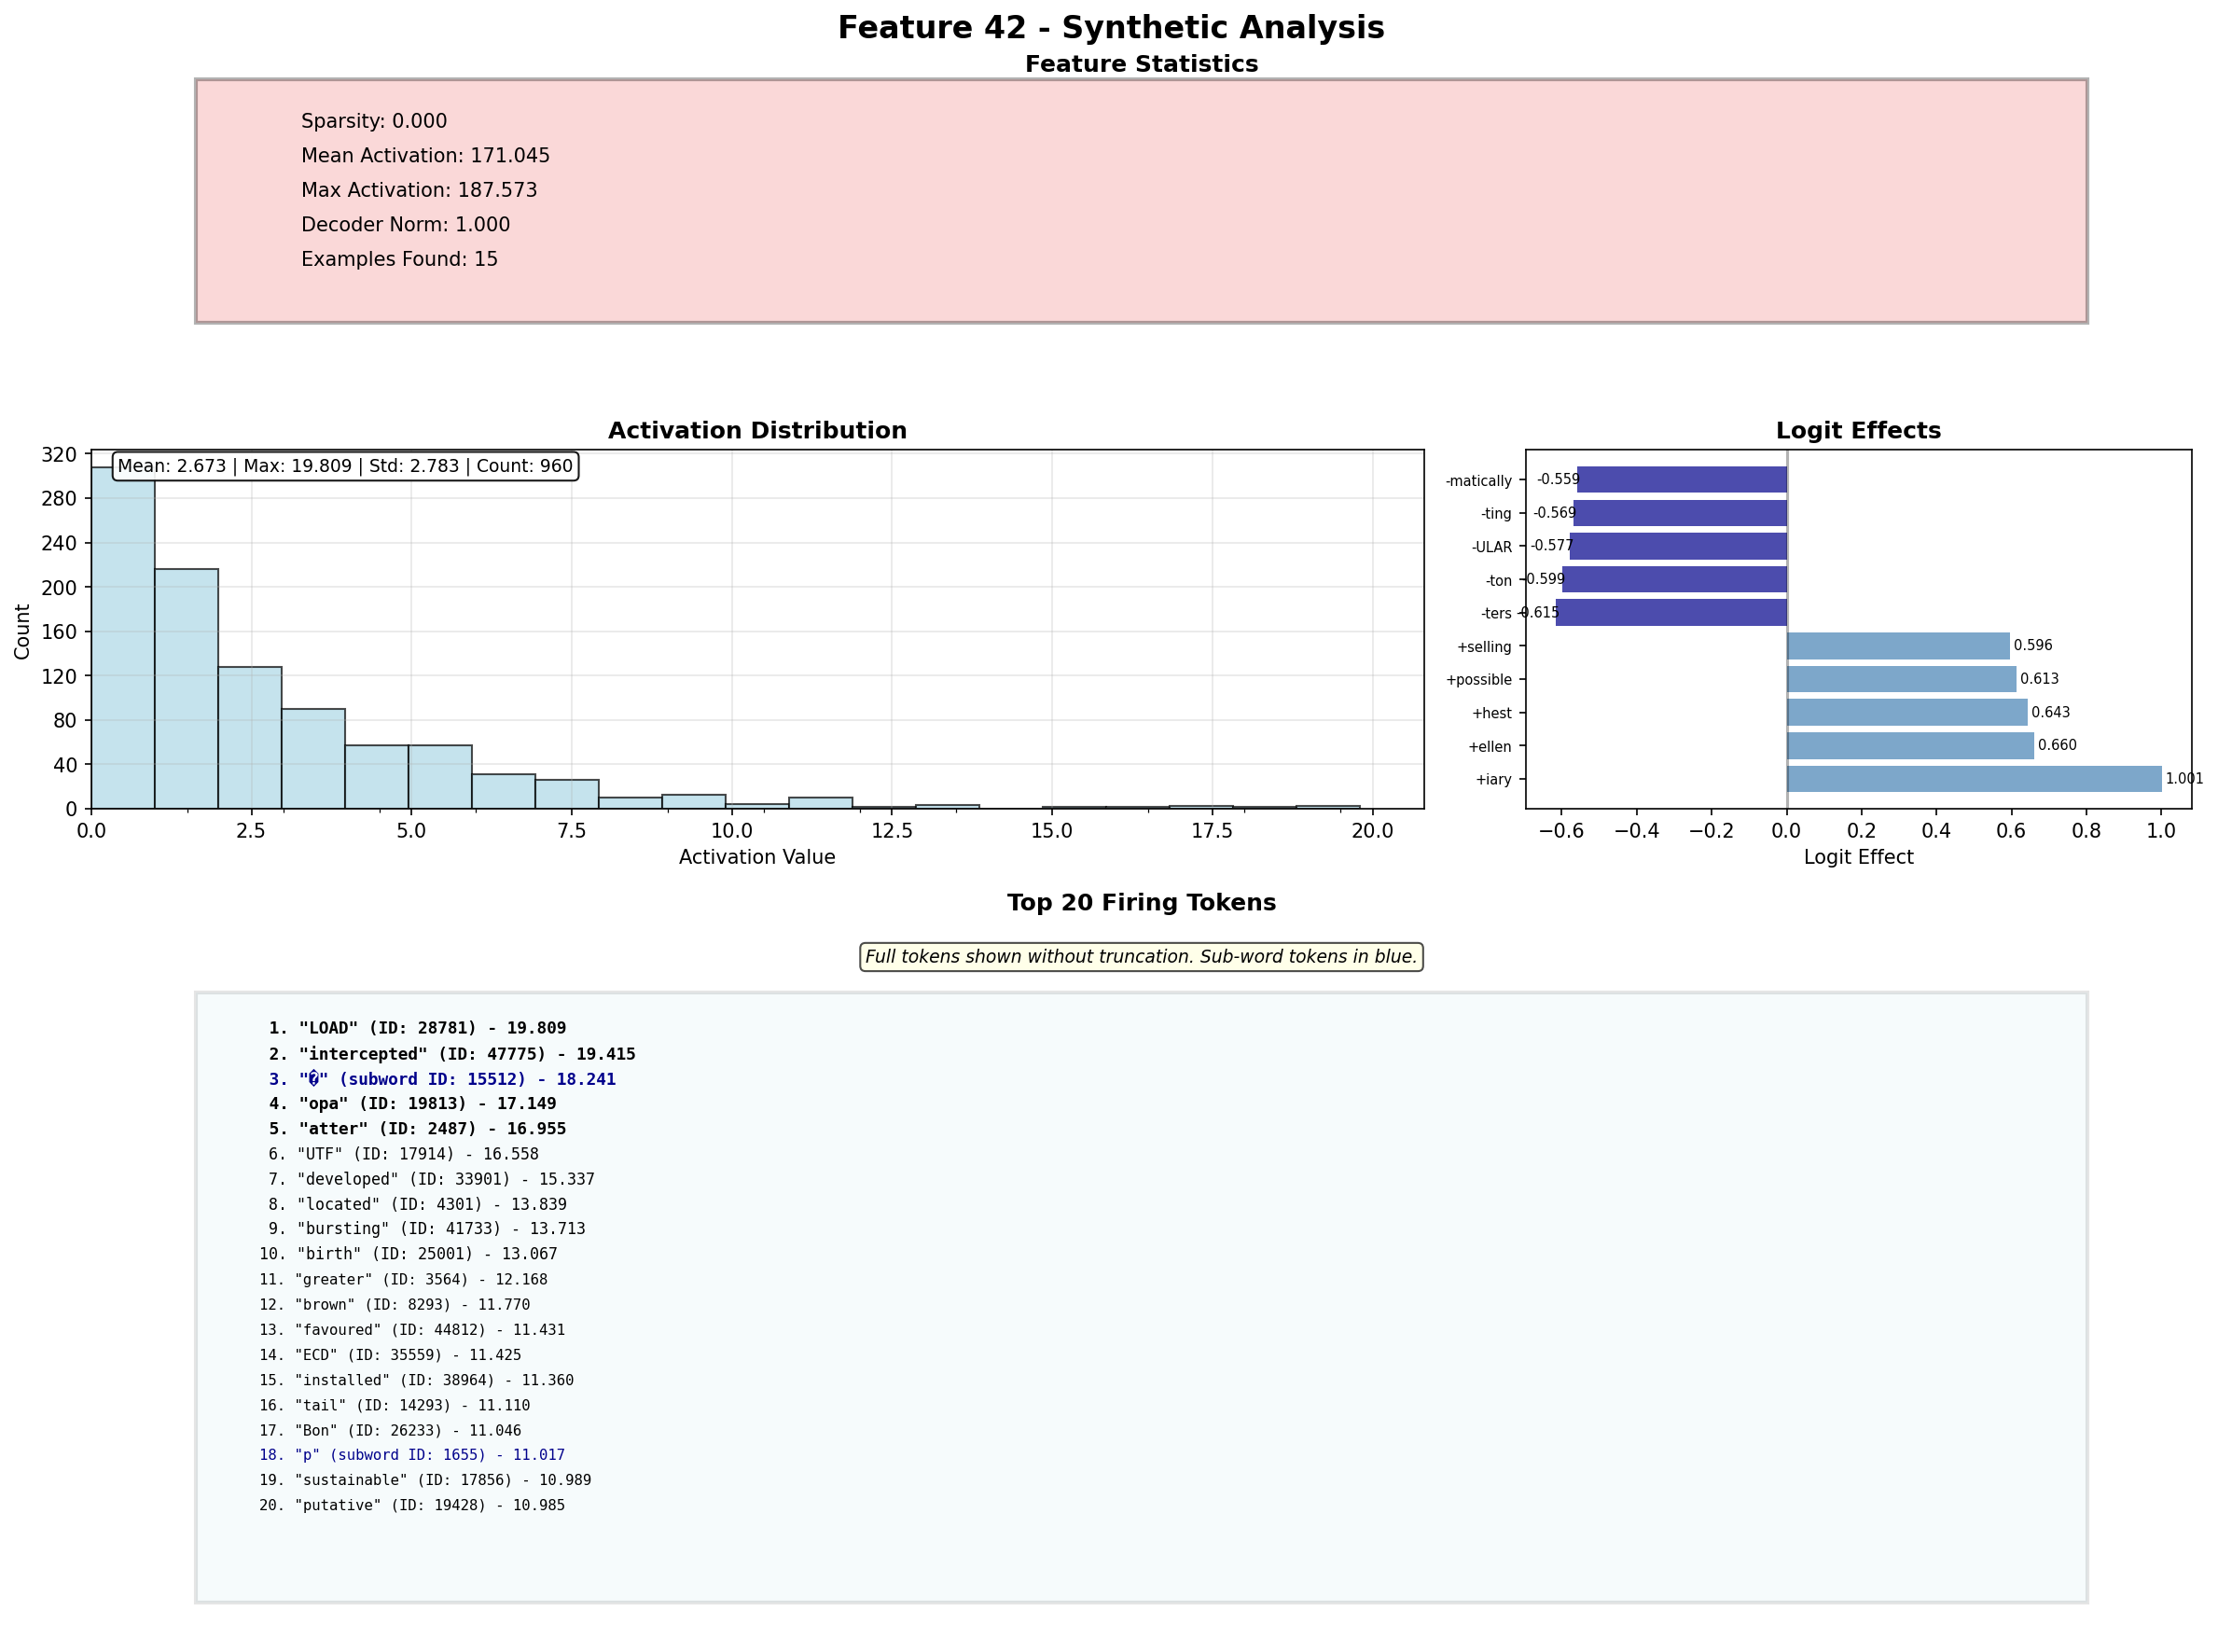 Feature 42 - Synthetic Analysis
Feature Statistics
Sparsity: 0.000
Mean Activation: 171.045
Max Activation: 187.573
Decoder Norm: 1.000
Examples Found: 15
Activation Distribution
Mean: 2.673 | Max: 19.809 | Std: 2.783 | Count: 960
320
280
240
200
160
120
80
40
0
Count
0.0 2.5 5.0 7.5 10.0 12.5 15.0 17.5 20.0
Activation Value
Logit Effects
-matically -0.559
-ting -0.569
-ULAR -0.577
-ton -0.599
-ters -0.615
+selling 0.596
+possible 0.613
+hest 0.643
+ellen 0.660
+iary 1.001
−0.6 −0.4 −0.2 0.0 0.2 0.4 0.6 0.8 1.0
Logit Effect
Top 20 Firing Tokens
Full tokens shown without truncation. Sub-word tokens in blue.
1. "LOAD" (ID: 28781) - 19.809
2. "intercepted" (ID: 47775) - 19.415
3. "�" (subword ID: 15512) - 18.241
4. "opa" (ID: 19813) - 17.149
5. "atter" (ID: 2487) - 16.955
6. "UTF" (ID: 17914) - 16.558
7. "developed" (ID: 33901) - 15.337
8. "located" (ID: 4301) - 13.839
9. "bursting" (ID: 41733) - 13.713
10. "birth" (ID: 25001) - 13.067
11. "greater" (ID: 3564) - 12.168
12. "brown" (ID: 8293) - 11.770
13. "favoured" (ID: 44812) - 11.431
14. "ECD" (ID: 35559) - 11.425
15. "installed" (ID: 38964) - 11.360
16. "tail" (ID: 14293) - 11.110
17. "Bon" (ID: 26233) - 11.046
18. "p" (subword ID: 1655) - 11.017
19. "sustainable" (ID: 17856) - 10.989
20. "putative" (ID: 19428) - 10.985